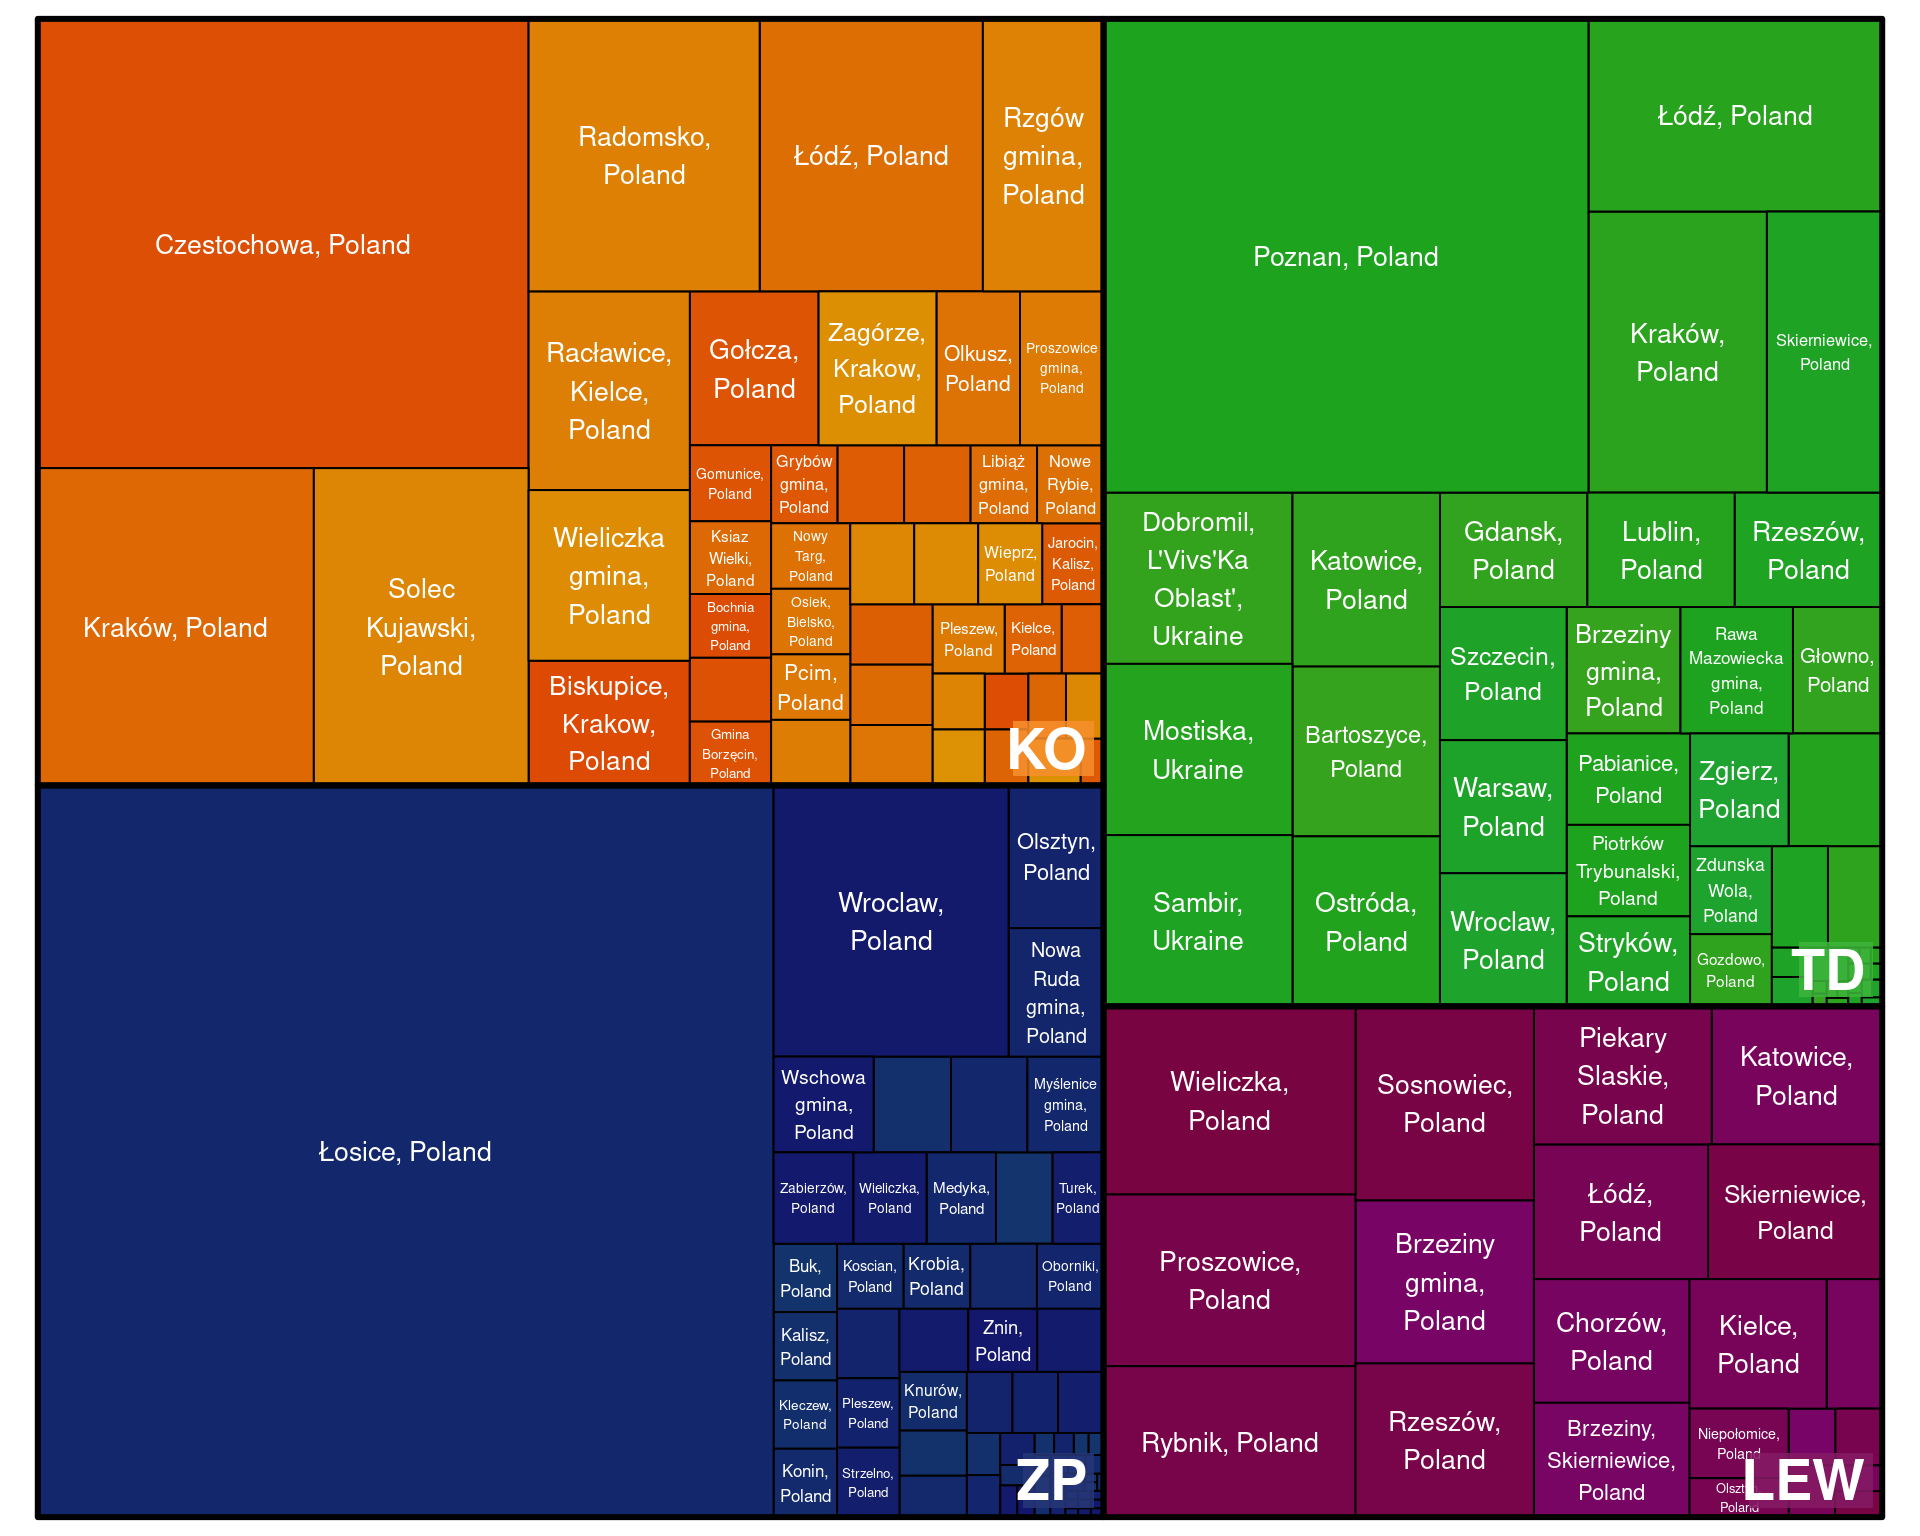 Czestochowa, Poland
Kraków, Poland
Solec
Kujawski,
Poland
Radomsko,
Poland
Łódź, Poland
Rzgów
gmina,
Poland
Racławice,
Kielce,
Poland
Wieliczka
gmina,
Poland
Biskupice,
Krakow,
Poland
Gołcza,
Poland
Zagórze,
Krakow,
Poland
Olkusz,
Poland
Proszowice
gmina,
Poland
Gomunice,
Poland
Ksiaz
Wielki,
Poland
Bochnia
gmina,
Poland
Gmina
Borzęcin,
Poland
Grybów
gmina,
Poland
Libiąż
gmina,
Poland
Nowe
Rybie,
Poland
Nowy
Targ,
Poland
Osiek,
Bielsko,
Poland
Pcim,
Poland
Wieprz,
Poland
Jarocin,
Kalisz,
Poland
Pleszew,
Poland
Kielce,
Poland
KO
Łosice, Poland
Wroclaw,
Poland
Olsztyn,
Poland
Nowa
Ruda
gmina,
Poland
Wschowa
gmina,
Poland
Myślenice
gmina,
Poland
Zabierzów,
Poland
Wieliczka,
Poland
Medyka,
Poland
Turek,
Poland
Buk,
Poland
Koscian,
Poland
Krobia,
Poland
Oborniki,
Poland
Kalisz,
Poland
Znin,
Poland
Kleczew,
Poland
Pleszew,
Poland
Knurów,
Poland
Konin,
Poland
Strzelno,
Poland
ZP
Poznan, Poland
Łódź, Poland
Kraków,
Poland
Skierniewice,
Poland
Dobromil,
L'Vivs'Ka
Oblast',
Ukraine
Mostiska,
Ukraine
Sambir,
Ukraine
Katowice,
Poland
Bartoszyce,
Poland
Ostróda,
Poland
Gdansk,
Poland
Lublin,
Poland
Rzeszów,
Poland
Szczecin,
Poland
Warsaw,
Poland
Wroclaw,
Poland
Brzeziny
gmina,
Poland
Rawa
Mazowiecka
gmina,
Poland
Głowno,
Poland
Pabianice,
Poland
Piotrków
Trybunalski,
Poland
Stryków,
Poland
Zgierz,
Poland
Zdunska
Wola,
Poland
Gozdowo,
Poland
TD
Wieliczka,
Poland
Proszowice,
Poland
Rybnik, Poland
Sosnowiec,
Poland
Brzeziny
gmina,
Poland
Rzeszów,
Poland
Piekary
Slaskie,
Poland
Katowice,
Poland
Łódź,
Poland
Skierniewice,
Poland
Chorzów,
Poland
Kielce,
Poland
Brzeziny,
Skierniewice,
Poland
Niepołomice,
Poland
Olsztyn,
Poland
LEW